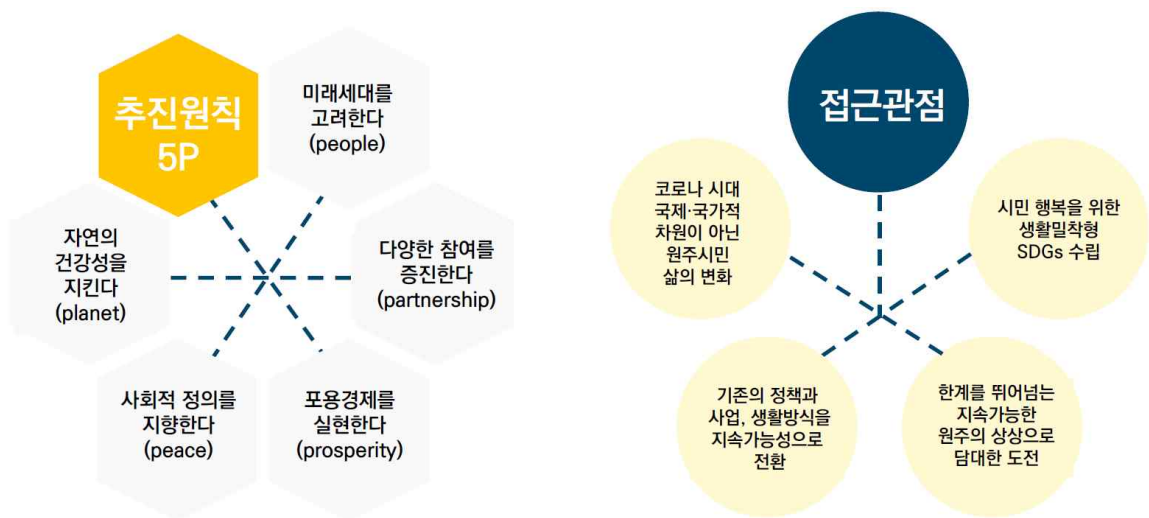 추진원칙
5P
미래세대를
고려한다
(people)
다양한 참여를
증진한다
(partnership)
포용경제를
실현한다
(prosperity)
사회적 정의를
지향한다
(peace)
자연의
건강성을
지킨다
(planet)
접근관점
시민 행복을 위한
생활밀착형
SDGs 수립
한계를 뛰어넘는
지속가능한
원주의 상상으로
담대한 도전
기존의 정책과
사업, 생활방식을
지속가능성으로
전환
코로나 시대
국제·국가적
차원이 아닌
원주시민
삶의 변화